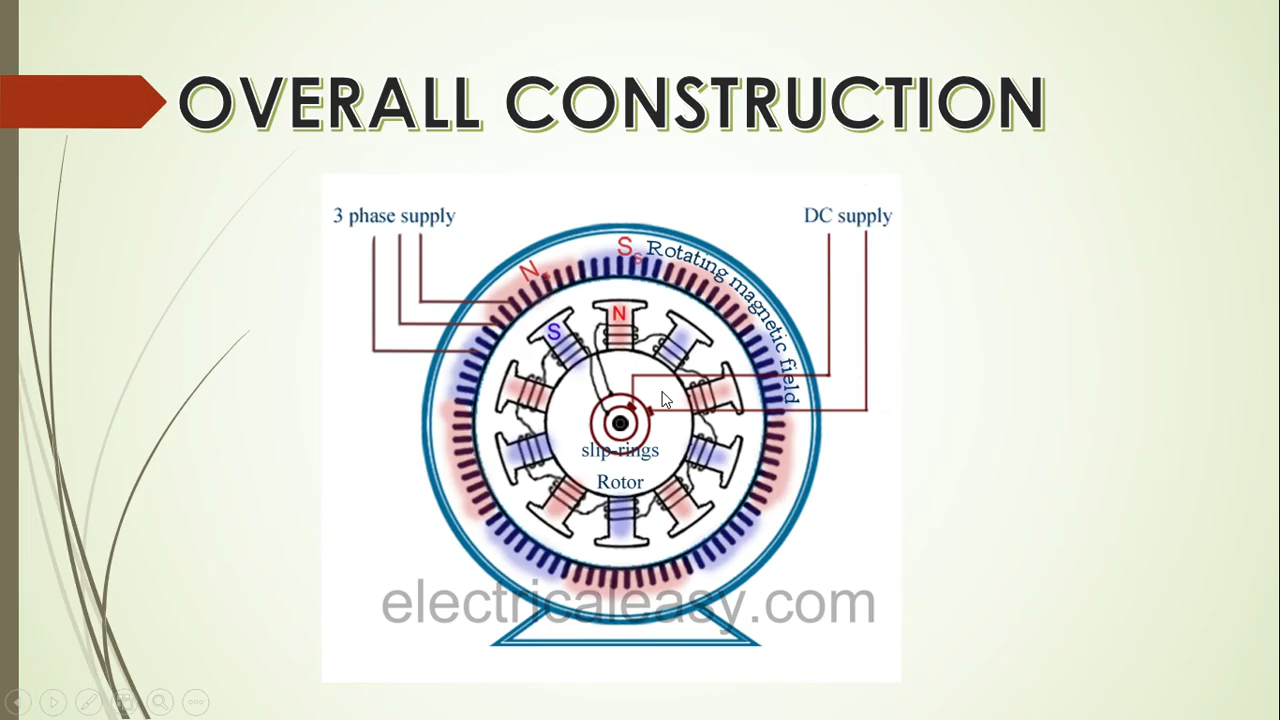 OVERALL CONSTRUCTION
3 phase supply
DC supply
N s
S s
Rotating magnetic field
S
N
slip-rings
Rotor
electricaleasy.com